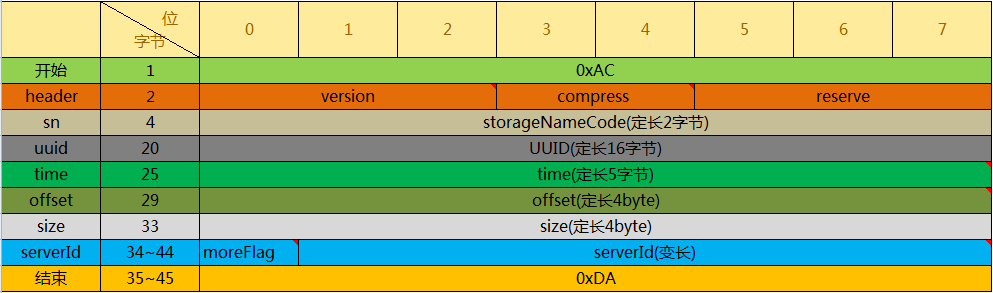 位
字节 0 1 2 3 4 5 6 7
开始 1 0xAC
header 2 version compress reserve
sn 4 storageNameCode(定长2字节)
uuid 20 UUID(定长16字节)
time 25 time(定长5字节)
offset 29 offset(定长4byte)
size 33 size(定长4byte)
serverId 34~44 moreFlag serverId(变长)
结束 35~45 0xDA